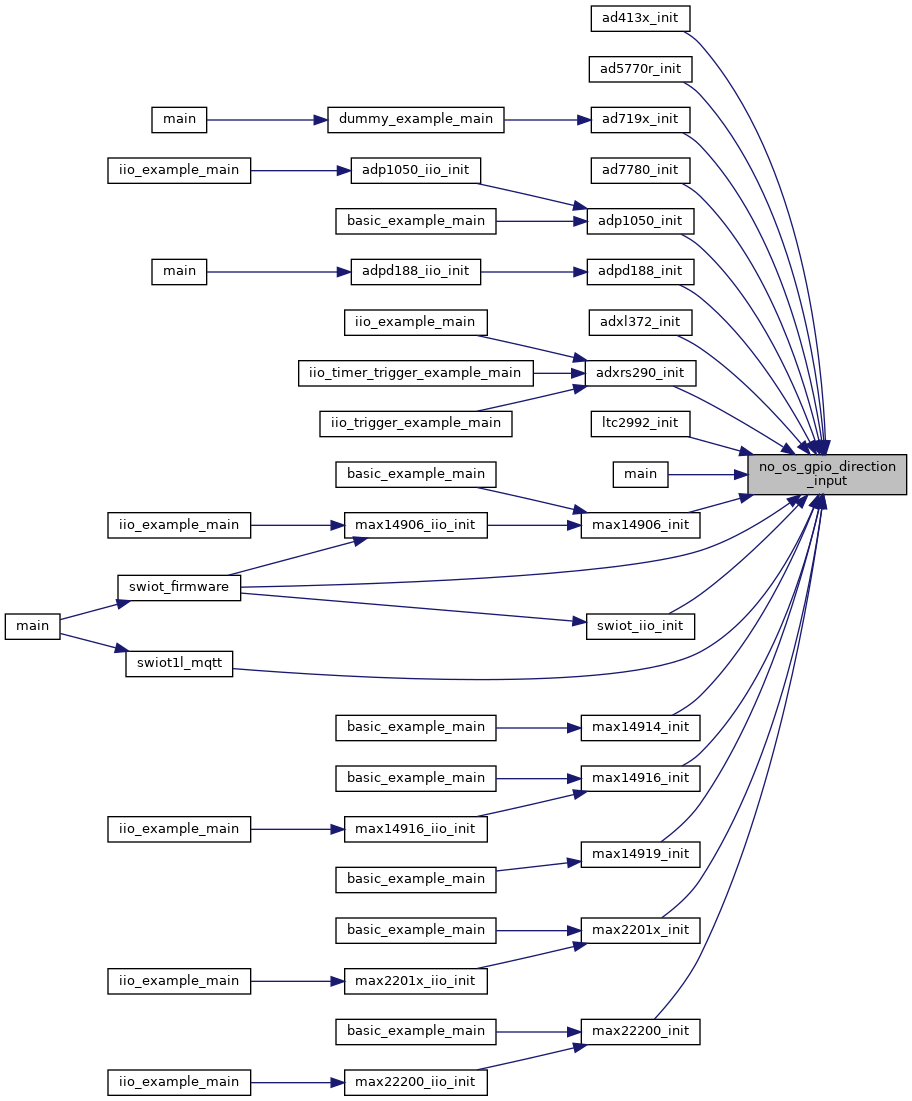 ad413x_init
ad5770r_init
main
dummy_example_main
ad719x_init
iio_example_main
adp1050_iio_init
ad7780_init
basic_example_main
adp1050_init
main
adpd188_iio_init
adpd188_init
iio_example_main
adxl372_init
iio_timer_trigger_example_main
adxrs290_init
iio_trigger_example_main
ltc2992_init
no_os_gpio_direction
_input
basic_example_main
main
iio_example_main
max14906_iio_init
max14906_init
swiot_firmware
main
swiot_iio_init
swiot1l_mqtt
basic_example_main
max14914_init
basic_example_main
max14916_init
iio_example_main
max14916_iio_init
max14919_init
basic_example_main
basic_example_main
max2201x_init
iio_example_main
max2201x_iio_init
basic_example_main
max22200_init
iio_example_main
max22200_iio_init